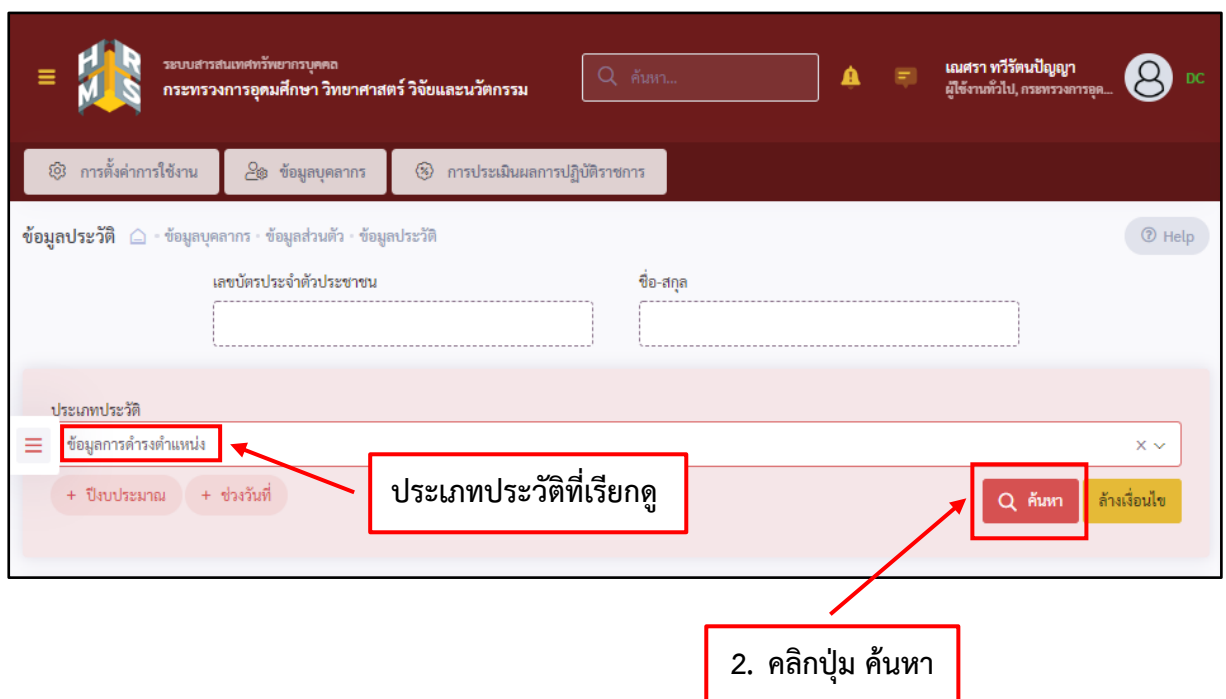 HR
MIS
ระบบสารสนเทศทรัพยากรบุคคล
กระทรวงการอุดมศึกษา วิทยาศาสตร์ วิจัยและนวัตกรรม
ค้นหา...
เณศรา ทวีรัตนปัญญา
ผู้ใช้งานทั่วไป, กระทรวงการอุด...
DC
การตั้งค่าการใช้งาน
ข้อมูลบุคลากร
การประเมินผลการปฏิบัติราชการ
ข้อมูลประวัติ - ข้อมูลบุคลากร - ข้อมูลส่วนตัว - ข้อมูลประวัติ
Help
เลขบัตรประจำตัวประชาชน
ชื่อ-สกุล
ประเภทประวัติ
ข้อมูลการดำรงตำแหน่ง
+ ปีงบประมาณ
+ ช่วงวันที่
ประเภทประวัติที่เรียกดู
ค้นหา
ล้างเงื่อนไข
2. คลิกปุ่ม ค้นหา